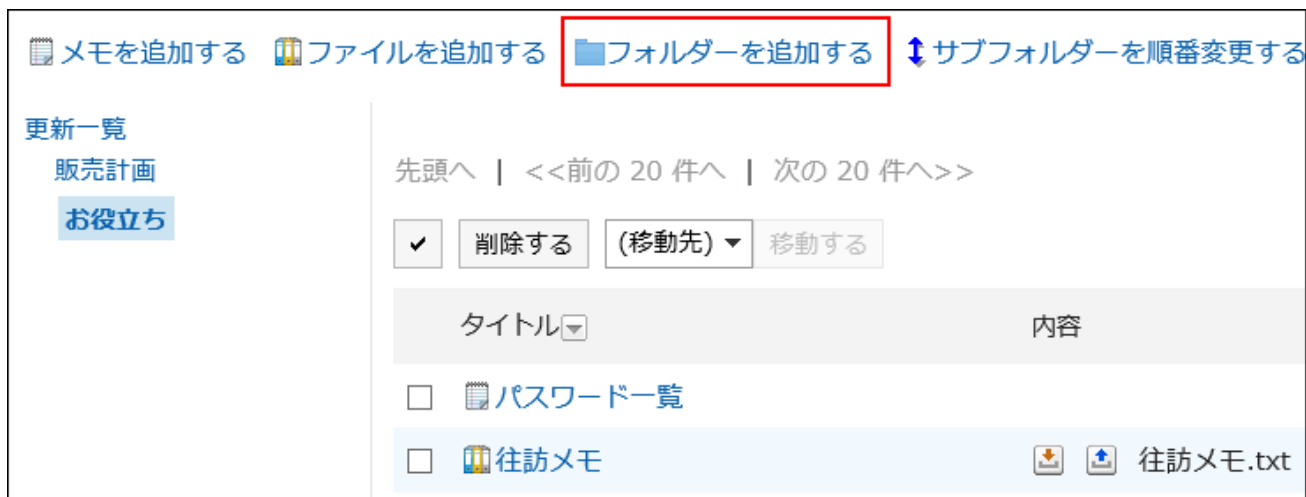 メモを追加する ファイルを追加する フォルダーを追加する サブフォルダーを順番変更する
更新一覧
販売計画
お役立ち
先頭へ | <<前の 20 件へ | 次の 20 件へ>>
削除する (移動先) 移動する
タイトル 内容
パスワード一覧
往訪メモ 往訪メモ.txt